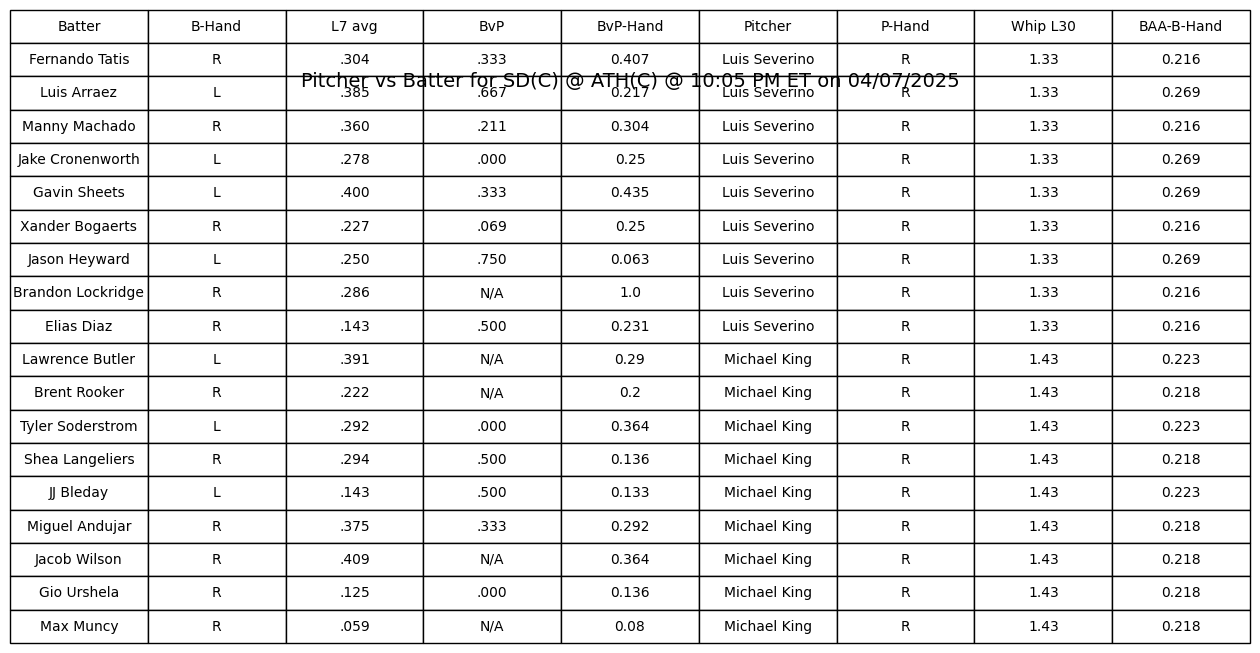 Batter B-Hand L7 avg BvP BvP-Hand Pitcher P-Hand Whip L30 BAA-B-Hand
Fernando Tatis R .304 .333 0.407 Luis Severino R 1.33 0.216
Pitcher vs Batter for SD(C) @ ATH(C) @ 10:05 PM ET on 04/07/2025
Luis Arraez L .385 .667 0.217 Luis Severino R 1.33 0.269
Manny Machado R .360 .211 0.304 Luis Severino R 1.33 0.216
Jake Cronenworth L .278 .000 0.25 Luis Severino R 1.33 0.269
Gavin Sheets L .400 .333 0.435 Luis Severino R 1.33 0.269
Xander Bogaerts R .227 .069 0.25 Luis Severino R 1.33 0.216
Jason Heyward L .250 .750 0.063 Luis Severino R 1.33 0.269
Brandon Lockridge R .286 N/A 1.0 Luis Severino R 1.33 0.216
Elias Diaz R .143 .500 0.231 Luis Severino R 1.33 0.216
Lawrence Butler L .391 N/A 0.29 Michael King R 1.43 0.223
Brent Rooker R .222 N/A 0.2 Michael King R 1.43 0.218
Tyler Soderstrom L .292 .000 0.364 Michael King R 1.43 0.223
Shea Langeliers R .294 .500 0.136 Michael King R 1.43 0.218
JJ Bleday L .143 .500 0.133 Michael King R 1.43 0.223
Miguel Andujar R .375 .333 0.292 Michael King R 1.43 0.218
Jacob Wilson R .409 N/A 0.364 Michael King R 1.43 0.218
Gio Urshela R .125 .000 0.136 Michael King R 1.43 0.218
Max Muncy R .059 N/A 0.08 Michael King R 1.43 0.218